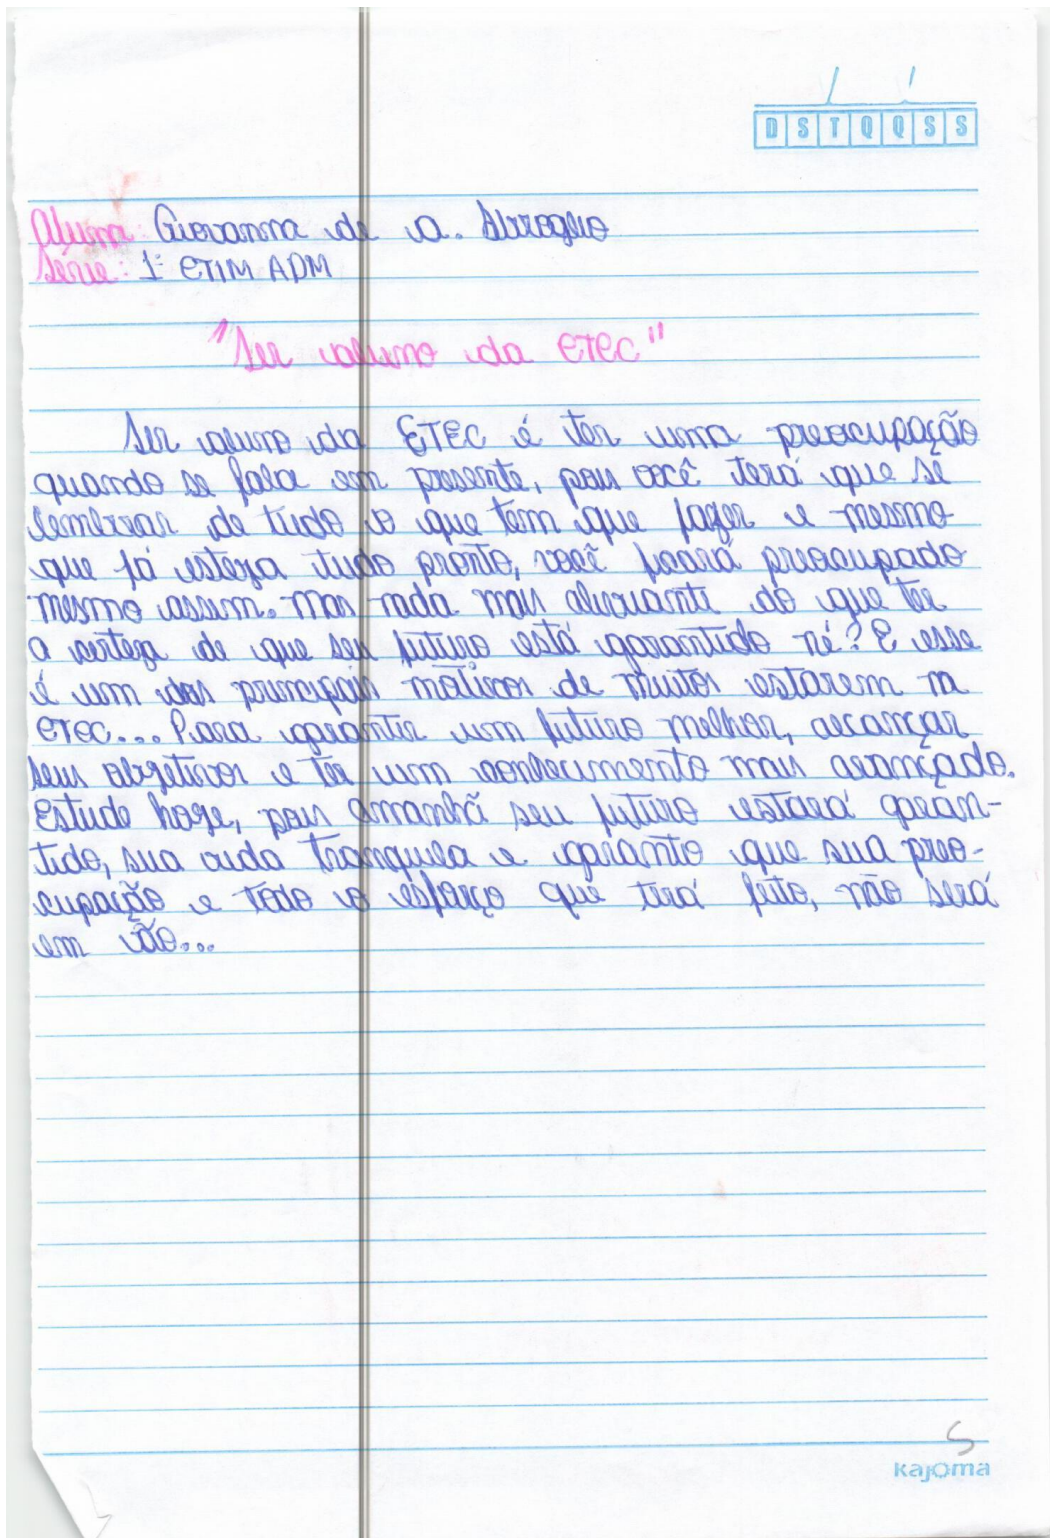 D S T Q Q S S
Aluna: Giovanna de A.
Série: 1º ETIM ADM
"Ser aluno da ETEC"
Ser aluno da ETEC é ter uma preocupação
quando se fala em presente, pois você terá que se
lembrar de tudo o que tem que fazer e mesmo
que já esteja tudo pronto, você ficará preocupado
mesmo assim. Mas nada mais aliviante do que ter
a certeza de que seu futuro está garantido né? E esse
é um dos principais motivos de muitos estarem na
ETEC... Para garantir um futuro melhor, alcançar
seus objetivos e ter um conhecimento mais avançado.
Estude hoje, pois amanhã seu futuro estará garan-
tido, sua vida tranquila e garanto que sua preo-
cupação e todo o esforço que terá feito, não será
em vão...
S
kajoma